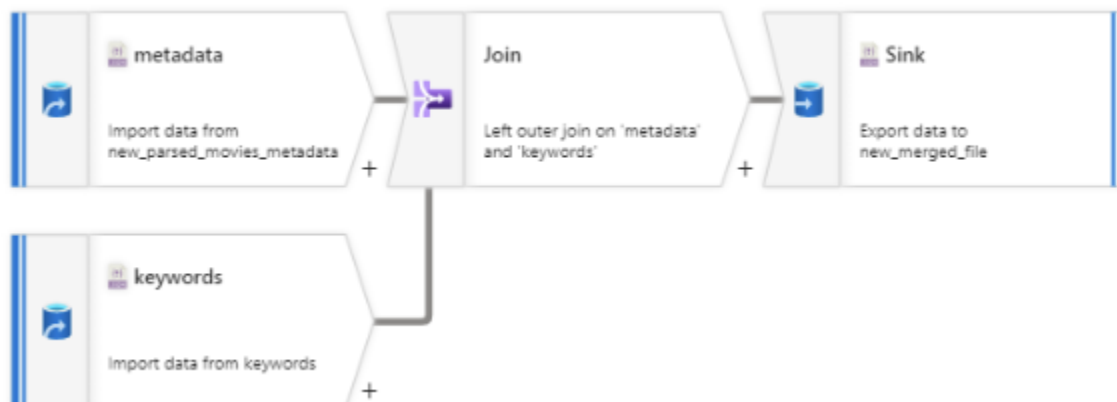 metadata
Import data from
new_parsed_movies_metadata
+
Join
Left outer join on 'metadata'
and 'keywords'
+
Sink
Export data to
new_merged_file
keywords
Import data from keywords
+